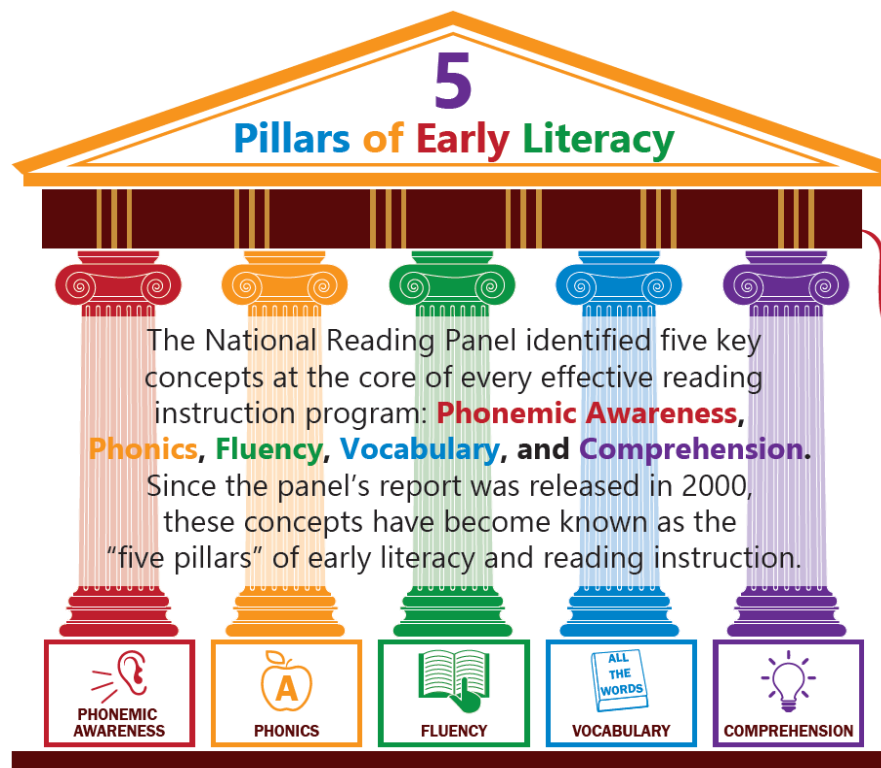 5
Pillars of Early Literacy
The National Reading Panel identified five key
concepts at the core of every effective reading
instruction program: Phonemic Awareness,
Phonics, Fluency, Vocabulary, and Comprehension.
Since the panel’s report was released in 2000,
these concepts have become known as the
“five pillars” of early literacy and reading instruction.
PHONEMIC
AWARENESS
A
PHONICS
FLUENCY
ALL
THE
WORDS
VOCABULARY
COMPREHENSION